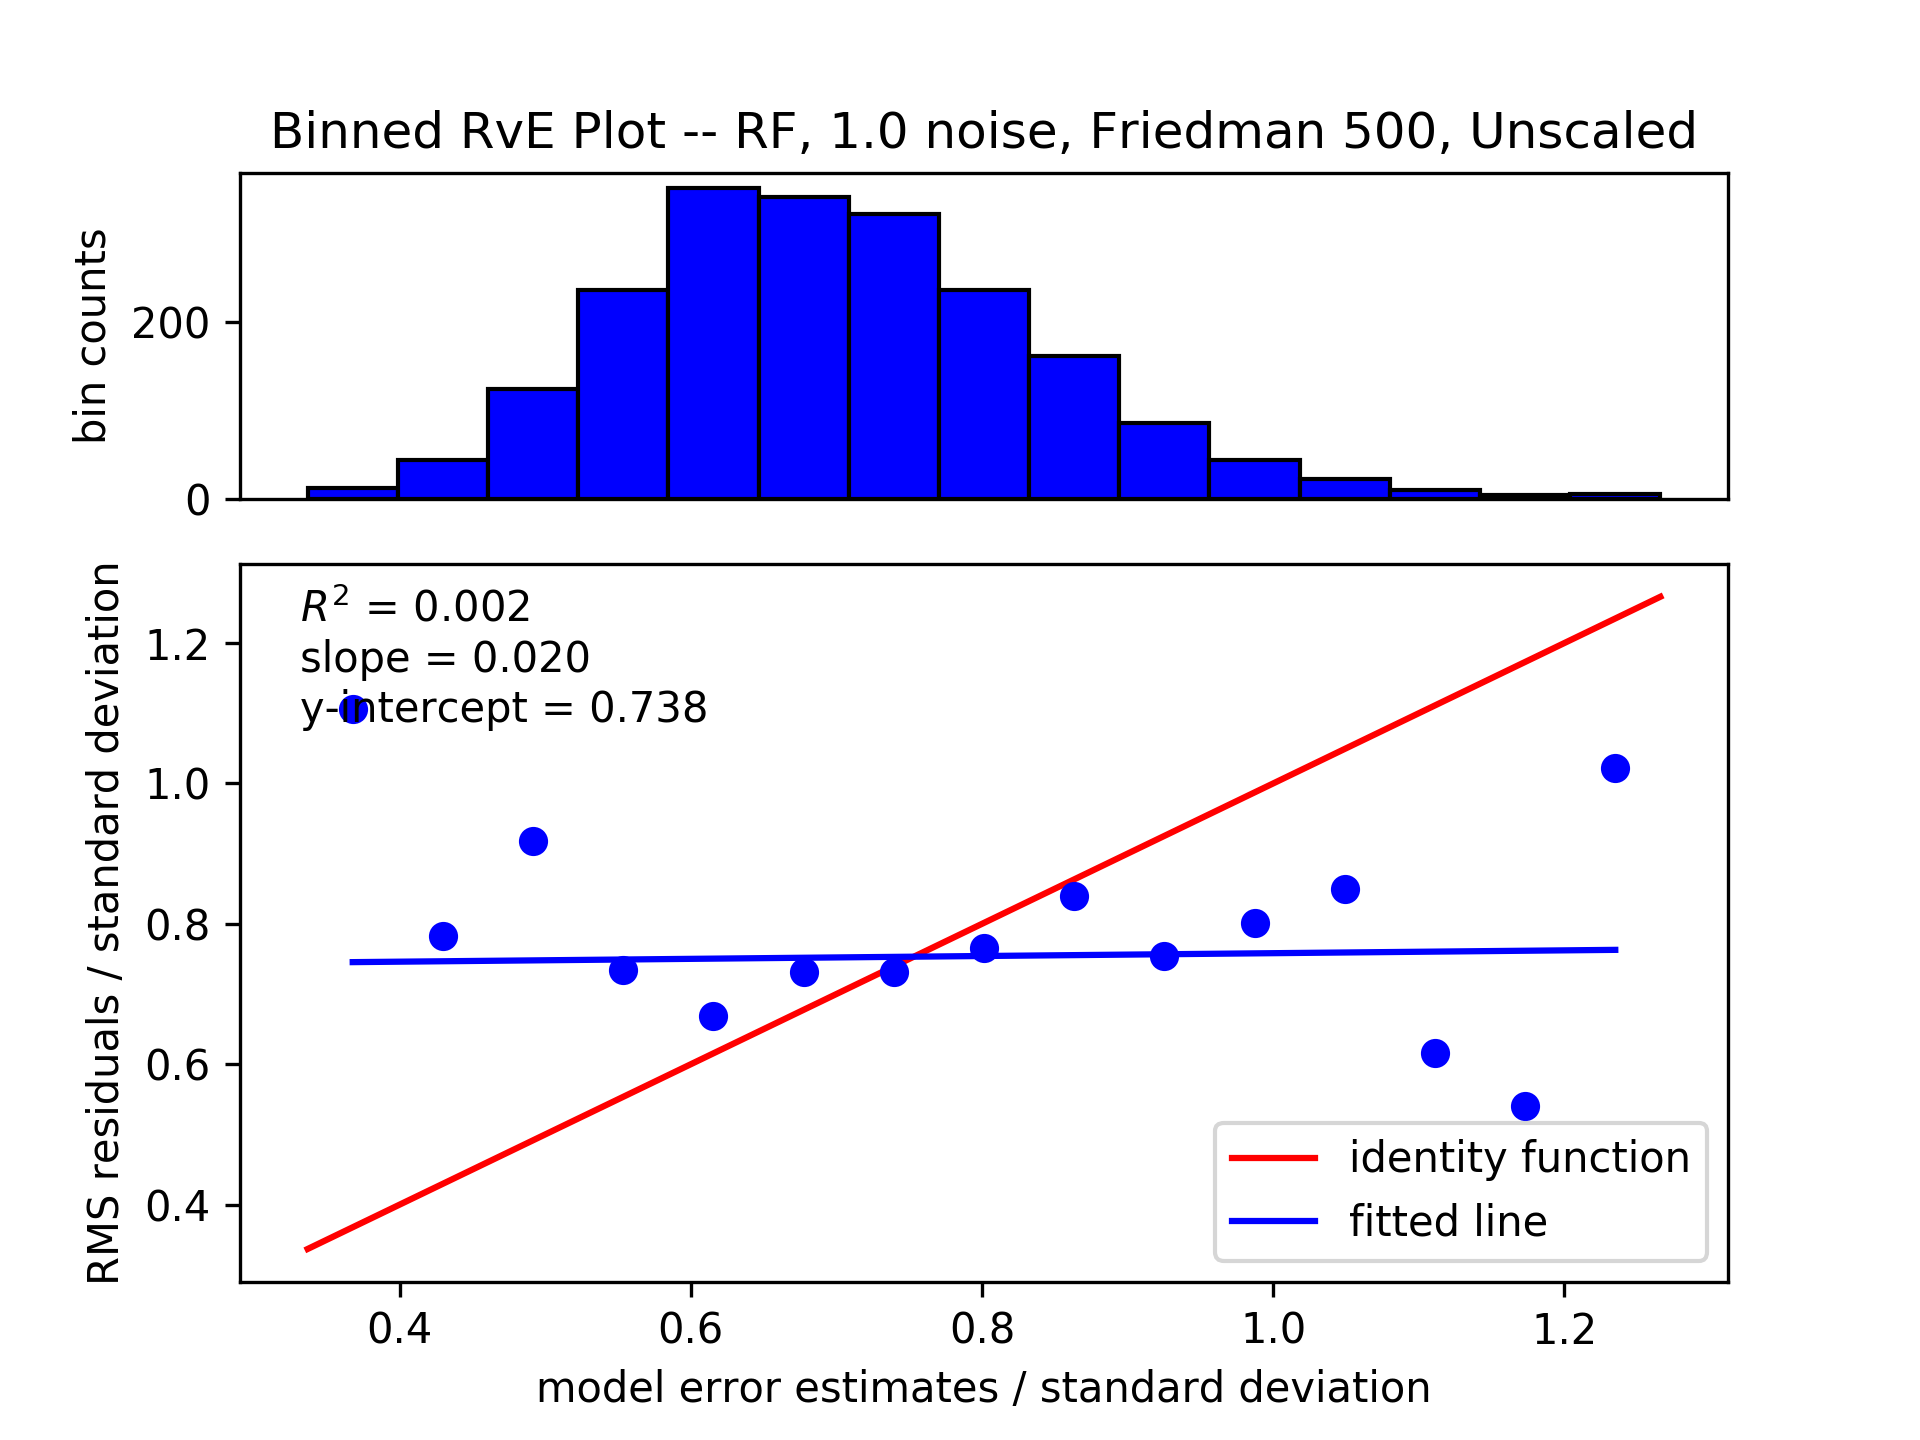 Binned RvE Plot -- RF, 1.0 noise, Friedman 500, Unscaled
bin counts
200
0
RMS residuals / standard deviation
1.2
1.0
0.8
0.6
0.4
R² = 0.002
slope = 0.020
y-intercept = 0.738
identity function
fitted line
0.4 0.6 0.8 1.0 1.2
model error estimates / standard deviation